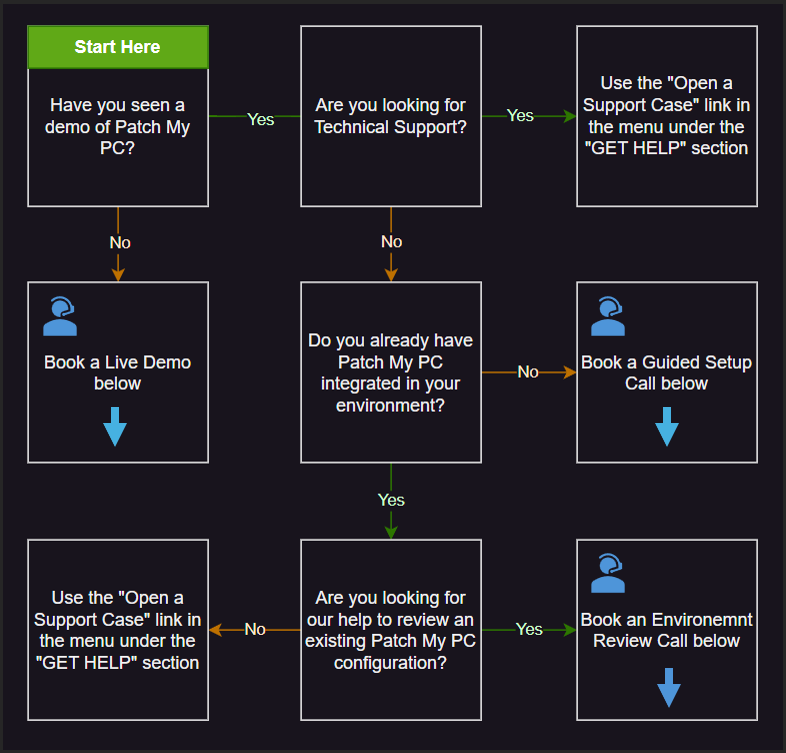 Start Here
Have you seen a
demo of Patch My
PC?
Yes
Are you looking for
Technical Support?
Yes
Use the "Open a
Support Case" link in
the menu under the
"GET HELP" section
No
No
Book a Live Demo
below
Do you already have
Patch My PC
integrated in your
environment?
No
Book a Guided Setup
Call below
Yes
Use the "Open a
Support Case" link in
the menu under the
"GET HELP" section
No
Are you looking for
our help to review an
existing Patch My PC
configuration?
Yes
Book an Environemnt
Review Call below